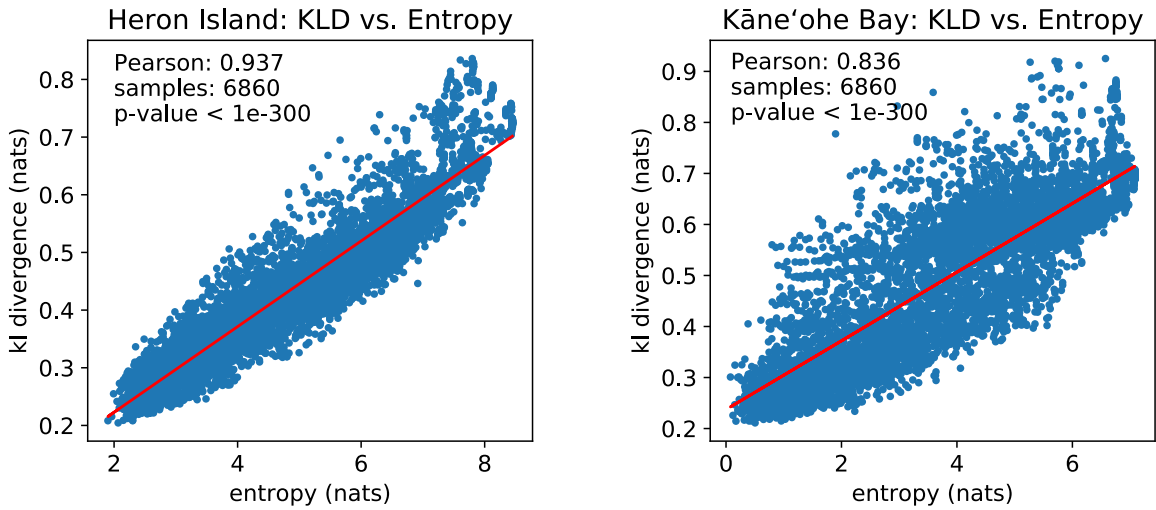 Heron Island: KLD vs. Entropy
Pearson: 0.937
samples: 6860
p-value < 1e-300
0.8
0.7
0.6
0.5
0.4
0.3
0.2
kl divergence (nats)
2 4 6 8
entropy (nats)
Kāneʻohe Bay: KLD vs. Entropy
Pearson: 0.836
samples: 6860
p-value < 1e-300
0.9
0.8
0.7
0.6
0.5
0.4
0.3
0.2
kl divergence (nats)
0 2 4 6
entropy (nats)